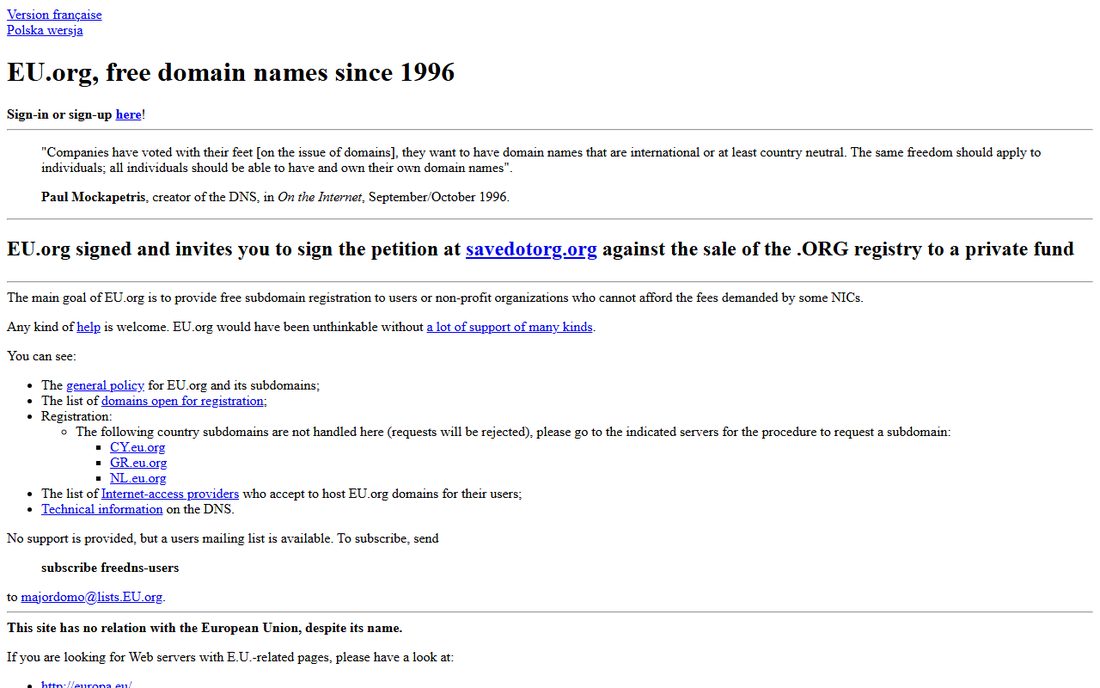 Version française
Polska wersja
EU.org, free domain names since 1996
Sign-in or sign-up here!
"Companies have voted with their feet [on the issue of domains], they want to have domain names that are international or at least country neutral. The same freedom should apply to
individuals; all individuals should be able to have and own their own domain names".
Paul Mockapetris, creator of the DNS, in On the Internet, September/October 1996.
EU.org signed and invites you to sign the petition at savedotorg.org against the sale of the .ORG registry to a private fund
The main goal of EU.org is to provide free subdomain registration to users or non-profit organizations who cannot afford the fees demanded by some NICs.
Any kind of help is welcome. EU.org would have been unthinkable without a lot of support of many kinds.
You can see:
The general policy for EU.org and its subdomains;
The list of domains open for registration;
Registration:
The following country subdomains are not handled here (requests will be rejected), please go to the indicated servers for the procedure to request a subdomain:
CY.eu.org
GR.eu.org
NL.eu.org
The list of Internet-access providers who accept to host EU.org domains for their users;
Technical information on the DNS.
No support is provided, but a users mailing list is available. To subscribe, send
subscribe freedns-users
to majordomo@lists.EU.org.
This site has no relation with the European Union, despite its name.
If you are looking for Web servers with E.U.-related pages, please have a look at:
http://europa.eu/